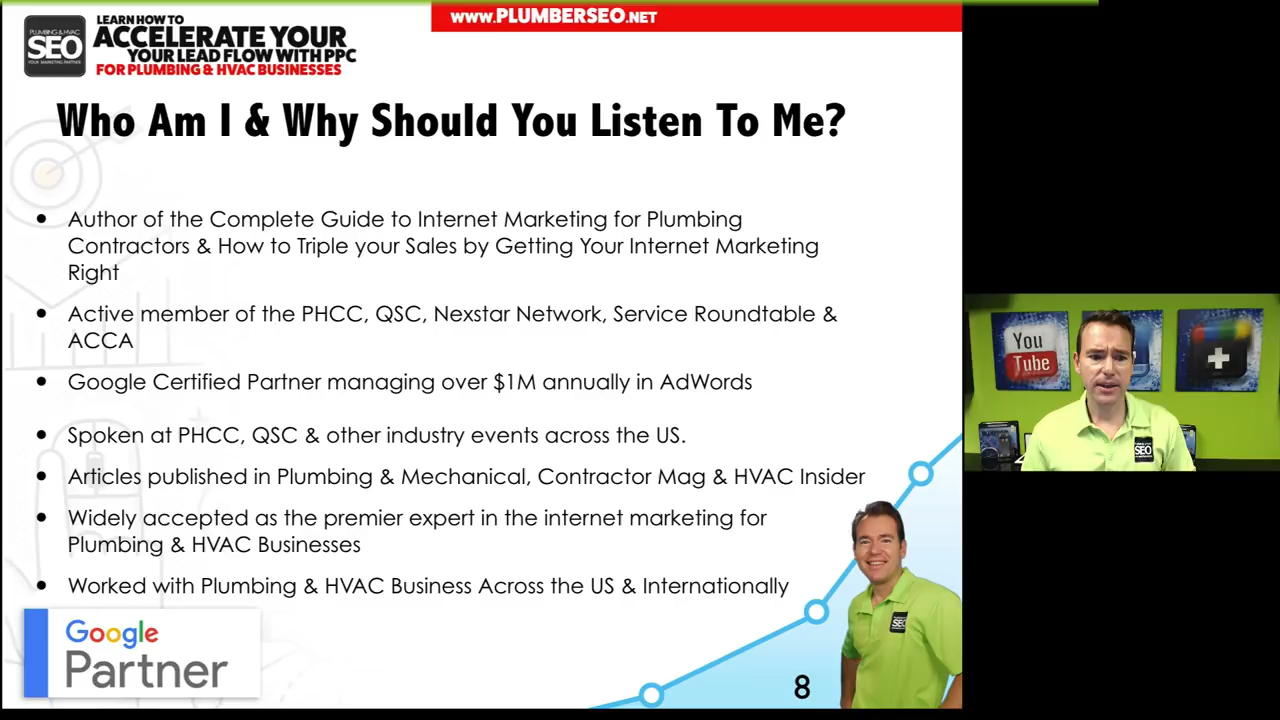 www.PLUMBERSEO.NET
LEARN HOW TO
PLUMBING & HVAC
SEO
YOUR MARKETING PARTNER
ACCELERATE YOUR
YOUR LEAD FLOW WITH PPC
FOR PLUMBING & HVAC BUSINESSES
Who Am I & Why Should You Listen To Me?
• Author of the Complete Guide to Internet Marketing for Plumbing
Contractors & How to Triple your Sales by Getting Your Internet Marketing
Right
• Active member of the PHCC, QSC, Nexstar Network, Service Roundtable &
ACCA
• Google Certified Partner managing over $1M annually in AdWords
• Spoken at PHCC, QSC & other industry events across the US.
• Articles published in Plumbing & Mechanical, Contractor Mag & HVAC Insider
• Widely accepted as the premier expert in the internet marketing for
Plumbing & HVAC Businesses
• Worked with Plumbing & HVAC Business Across the US & Internationally
Google
Partner
8
SEO
You
Tube
SEO